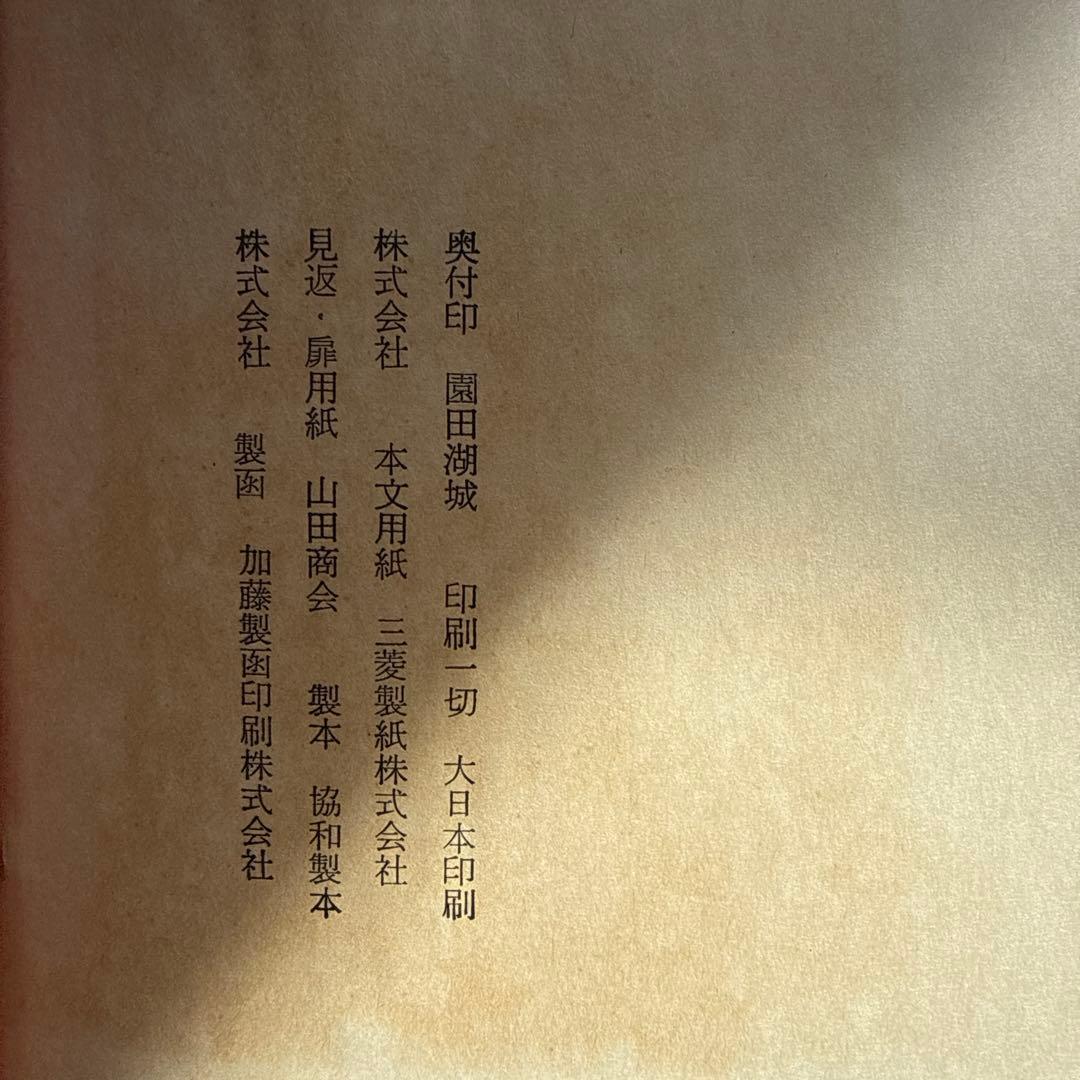 奥付印　園田湖城　　印刷一切　大日本印刷
株式会社　　本文用紙　三菱製紙株式会社
見返・扉用紙　山田商会　　製本　協和製本
株式会社　　製函　加藤製函印刷株式会社